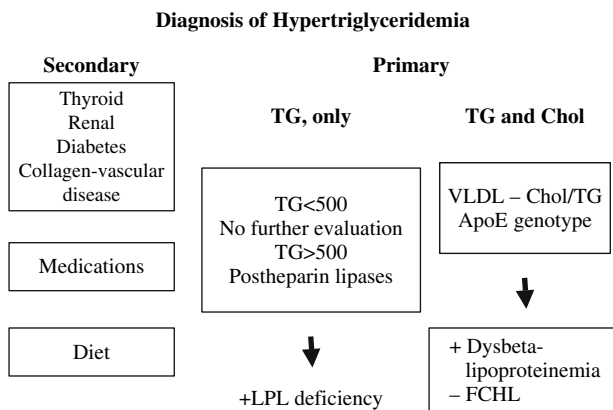 Diagnosis of Hypertriglyceridemia
Secondary
Thyroid
Renal
Diabetes
Collagen-vascular
disease
Medications
Diet
Primary
TG, only
TG<500
No further evaluation
TG>500
Postheparin lipases
+LPL deficiency
TG and Chol
VLDL – Chol/TG
ApoE genotype
+ Dysbeta-
lipoproteinemia
– FCHL